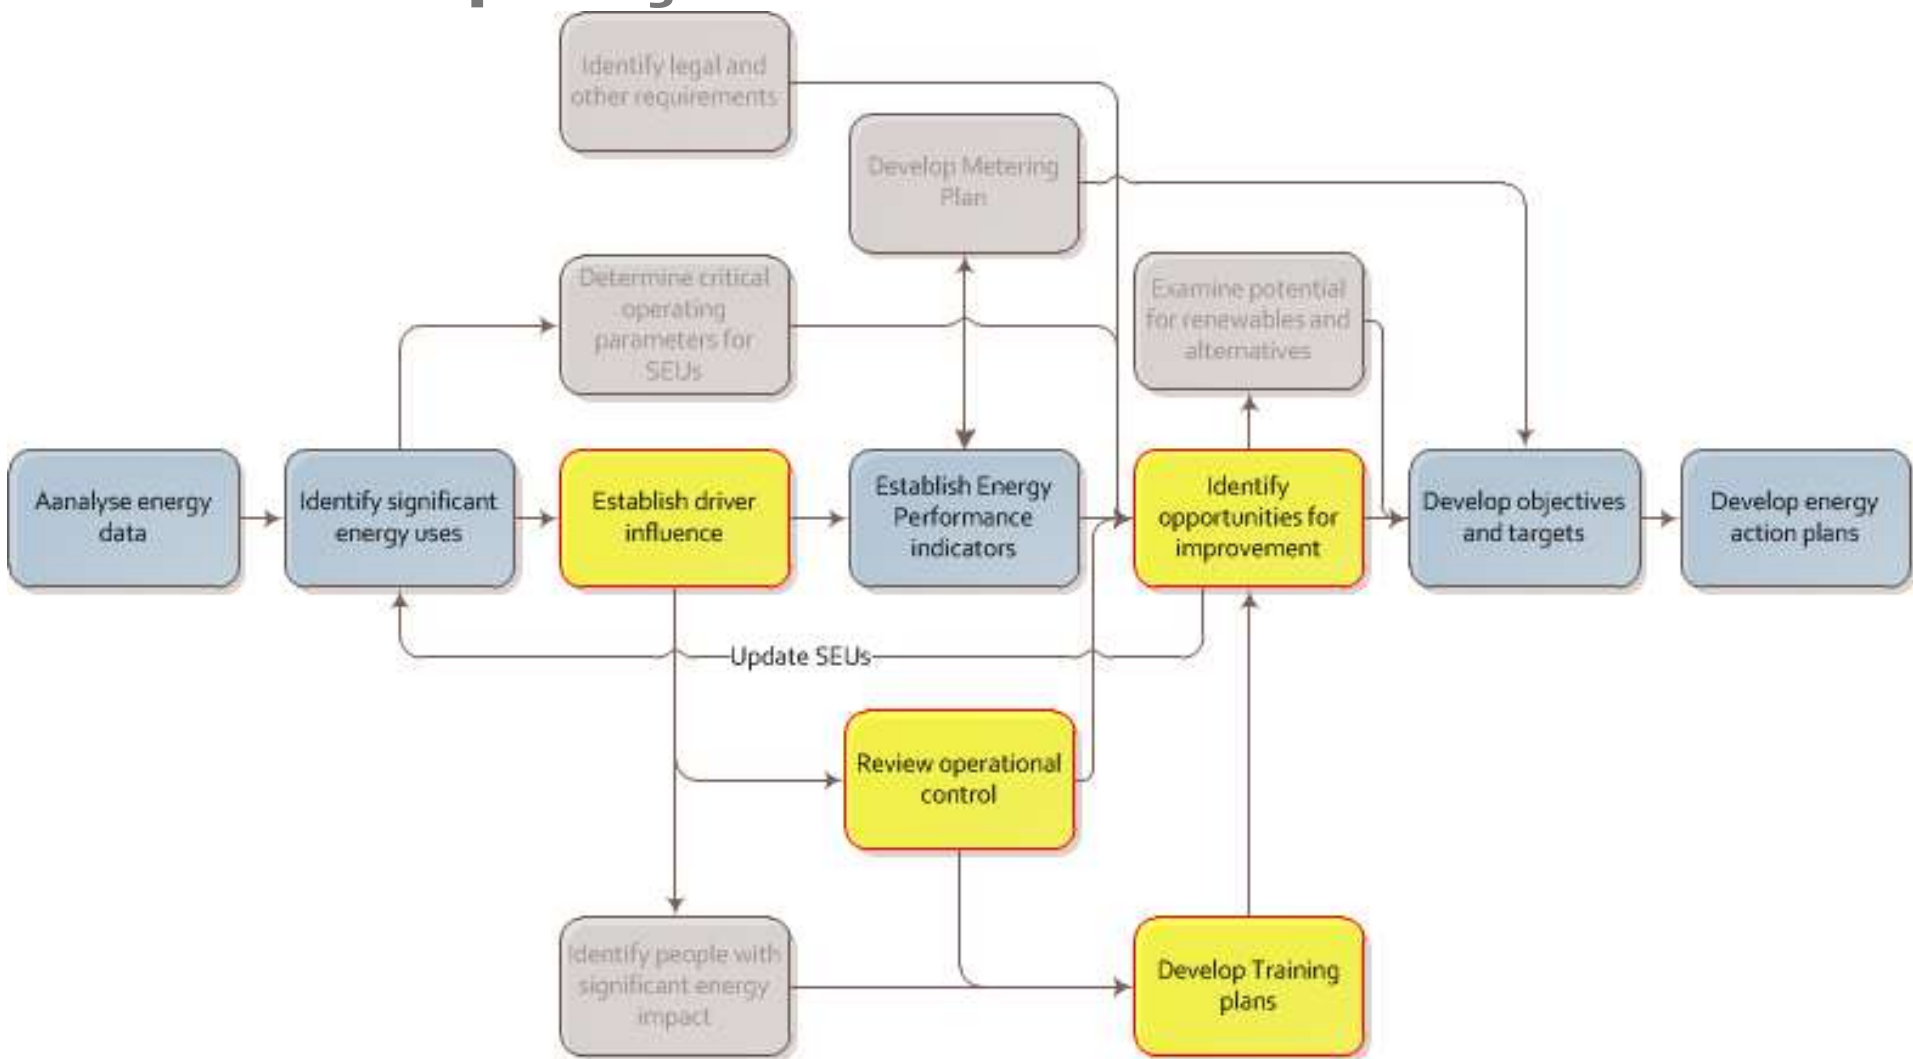 Identify legal and
other requirements
Develop Metering
Plan
Determine critical
operating
parameters for
SEUs
Examine potential
for renewables and
alternatives
Aanalyse energy
data
Identify significant
energy uses
Establish driver
influence
Establish Energy
Performance
indicators
Identify
opportunities for
improvement
Develop objectives
and targets
Develop energy
action plans
Update SEUs
Review operational
control
Identify people with
significant energy
impact
Develop Training
plans